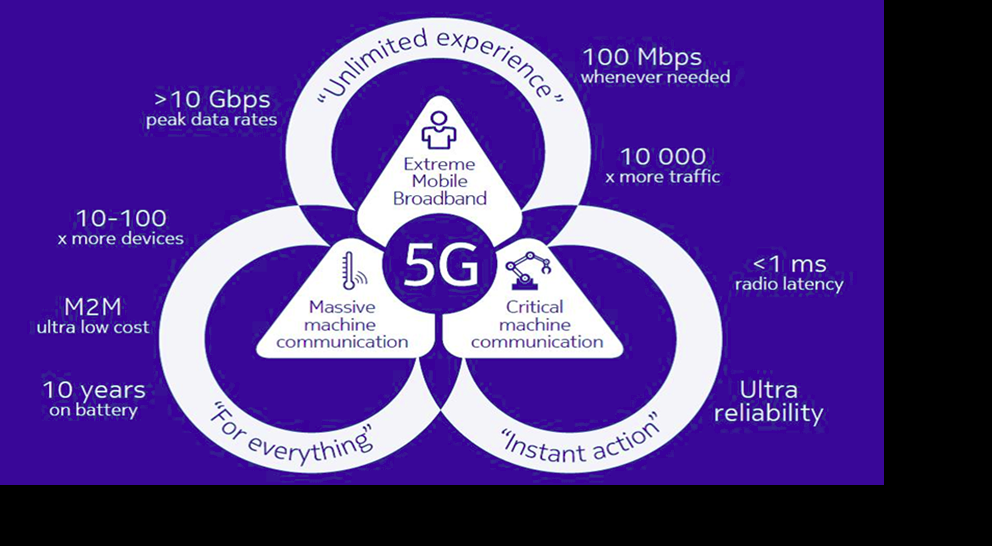 “Unlimited experience”
100 Mbps
whenever needed
>10 Gbps
peak data rates
10 000
x more traffic
Extreme
Mobile
Broadband
10-100
x more devices
5G
<1 ms
radio latency
M2M
ultra low cost
Massive
machine
communication
Critical
machine
communication
10 years
on battery
Ultra
reliability
“For everything”
“Instant action”